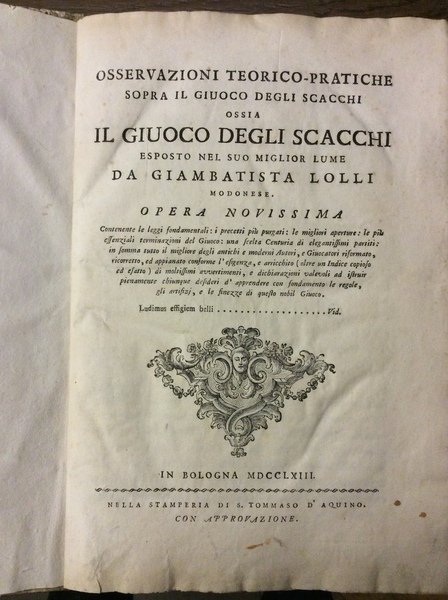 OSSERVAZIONI TEORICO-PRATICHE
SOPRA IL GIUOCO DEGLI SCACCHI
OSSIA
IL GIUOCO DEGLI SCACCHI
ESPOSTO NEL SUO MIGLIOR LUME
DA GIAMBATISTA LOLLI
MODONESE.
OPERA NOVISSIMA
Contenente le leggi fondamentali: i precetti più purgati: le migliori aperture: le più
essenziali terminazioni del Giuoco: una scelta Centuria di elegantissimi partiti:
in somma tutto il migliore degli antichi e moderni Autori, e Giuocatori riformato,
ricorretto, ed appianato conforme l'esigenza, e arricchito (oltre un Indice copioso
ed esatto) di moltissimi avvertimenti, e dichiarazioni valevoli ad istruir
pienamente chiunque desideri d'apprendere con fondamento le regole,
gli artifizj, e le finezze di questo nobil Giuoco.
Ludimus effigiem belli ..................... Vid.
IN BOLOGNA MDCCLXIII.
NELLA STAMPERIA DI S. TOMMASO D'AQUINO.
CON APPROVAZIONE.